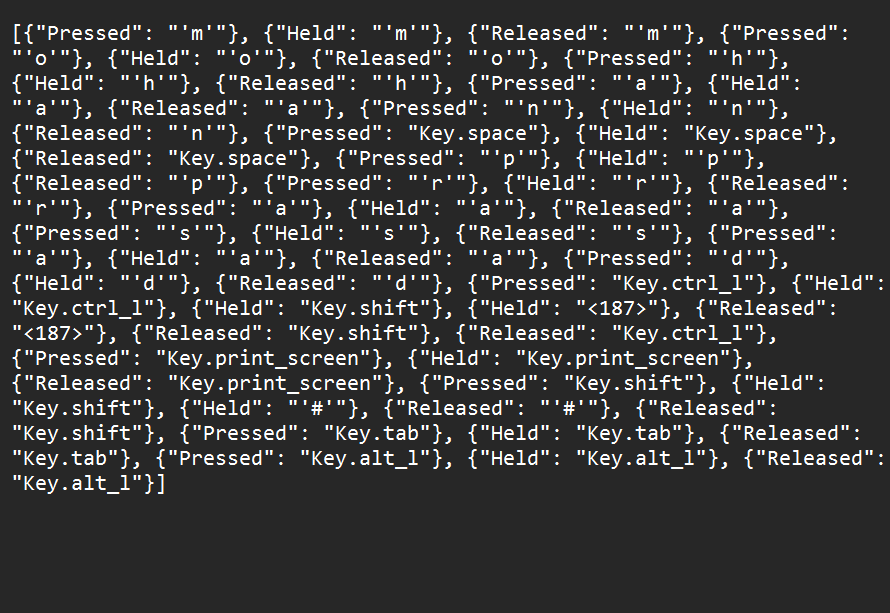 [{"Pressed": "'m'"}, {"Held": "'m'"}, {"Released": "'m'"}, {"Pressed":
"'o'"}, {"Held": "'o'"}, {"Released": "'o'"}, {"Pressed": "'h'"},
{"Held": "'h'"}, {"Released": "'h'"}, {"Pressed": "'a'"}, {"Held":
"'a'"}, {"Released": "'a'"}, {"Pressed": "'n'"}, {"Held": "'n'"},
{"Released": "'n'"}, {"Pressed": "Key.space"}, {"Held": "Key.space"},
{"Released": "Key.space"}, {"Pressed": "'p'"}, {"Held": "'p'"},
{"Released": "'p'"}, {"Pressed": "'r'"}, {"Held": "'r'"}, {"Released":
"'r'"}, {"Pressed": "'a'"}, {"Held": "'a'"}, {"Released": "'a'"},
{"Pressed": "'s'"}, {"Held": "'s'"}, {"Released": "'s'"}, {"Pressed":
"'a'"}, {"Held": "'a'"}, {"Released": "'a'"}, {"Pressed": "'d'"},
{"Held": "'d'"}, {"Released": "'d'"}, {"Pressed": "Key.ctrl_l"}, {"Held":
"Key.ctrl_l"}, {"Held": "Key.shift"}, {"Held": "<187>"}, {"Released":
"<187>"}, {"Released": "Key.shift"}, {"Released": "Key.ctrl_l"},
{"Pressed": "Key.print_screen"}, {"Held": "Key.print_screen"},
{"Released": "Key.print_screen"}, {"Pressed": "Key.shift"}, {"Held":
"Key.shift"}, {"Held": "'#'"}, {"Released": "'#'"}, {"Released":
"Key.shift"}, {"Pressed": "Key.tab"}, {"Held": "Key.tab"}, {"Released":
"Key.tab"}, {"Pressed": "Key.alt_l"}, {"Held": "Key.alt_l"}, {"Released":
"Key.alt_l"}]